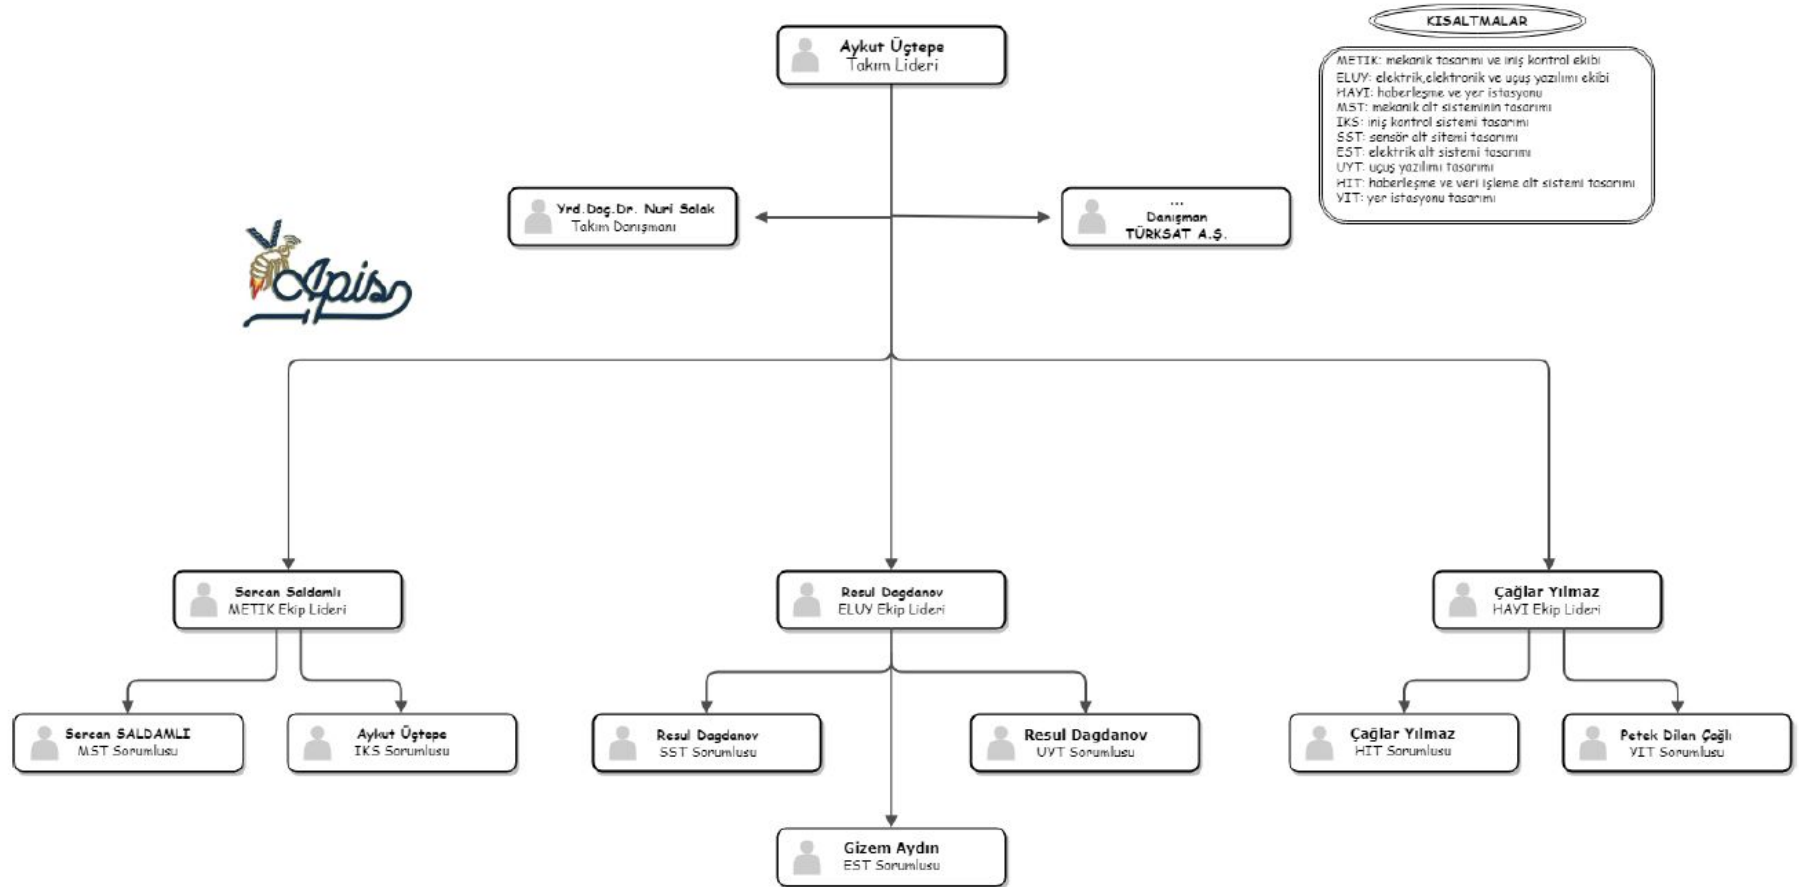 KISALTMALAR
Aykut Üçtepe
Takım Lideri
METIK: mekanik tasarımı ve iniş kontrol ekibi
ELUY: elektrik,elektronik ve uçuş yazılımı ekibi
HAYI: haberleşme ve yer istasyonu
MST: mekanik alt sisteminin tasarımı
IKS: iniş kontrol sistemi tasarımı
SST: sensör alt sitemi tasarımı
EST: elektrik alt sistemi tasarımı
UYT: uçuş yazılımı tasarımı
HIT: haberleşme ve veri işleme alt sistemi tasarımı
YIT: yer istasyonu tasarımı
Yrd.Doç.Dr. Nuri Solak
Takım Danışmanı
...
Danışman
TÜRKSAT A.Ş.
Apis
Sercan Saldamlı
METIK Ekip Lideri
Resul Dagdanov
ELUY Ekip Lideri
Çağlar Yılmaz
HAYI Ekip Lideri
Sercan SALDAMLI
MST Sorumlusu
Aykut Üçtepe
IKS Sorumlusu
Resul Dagdanov
SST Sorumlusu
Resul Dagdanov
UYT Sorumlusu
Çağlar Yılmaz
HIT Sorumlusu
Petek Dilan Çağlı
YIT Sorumlusu
Gizem Aydın
EST Sorumlusu